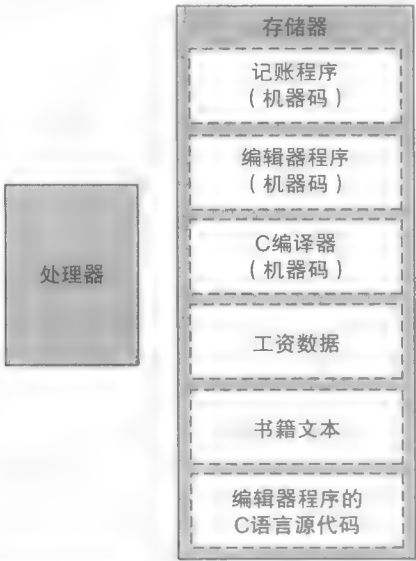 存储器
记账程序
（机器码）
编辑器程序
（机器码）
处理器
C编译器
（机器码）
工资数据
书籍文本
编辑器程序的
C语言源代码